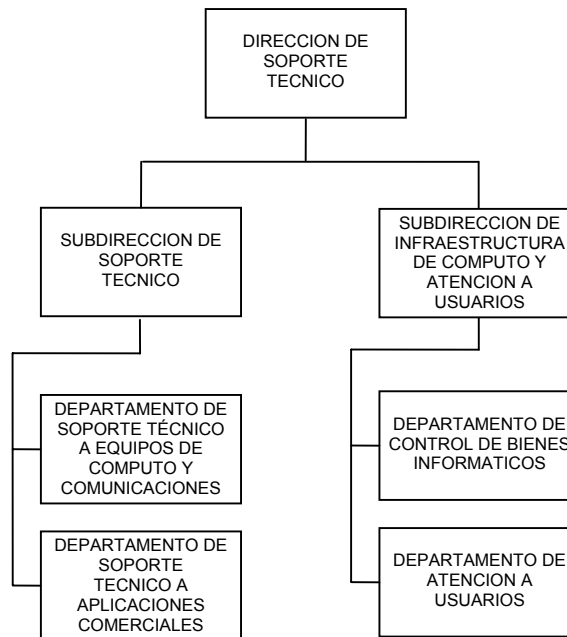 DIRECCION DE
SOPORTE
TECNICO
SUBDIRECCION DE
SOPORTE
TECNICO
SUBDIRECCION DE
INFRAESTRUCTURA
DE COMPUTO Y
ATENCION A
USUARIOS
DEPARTAMENTO DE
SOPORTE TÉCNICO
A EQUIPOS DE
COMPUTO Y
COMUNICACIONES
DEPARTAMENTO DE
CONTROL DE BIENES
INFORMATICOS
DEPARTAMENTO DE
SOPORTE
TECNICO A
APLICACIONES
COMERCIALES
DEPARTAMENTO DE
ATENCION A
USUARIOS